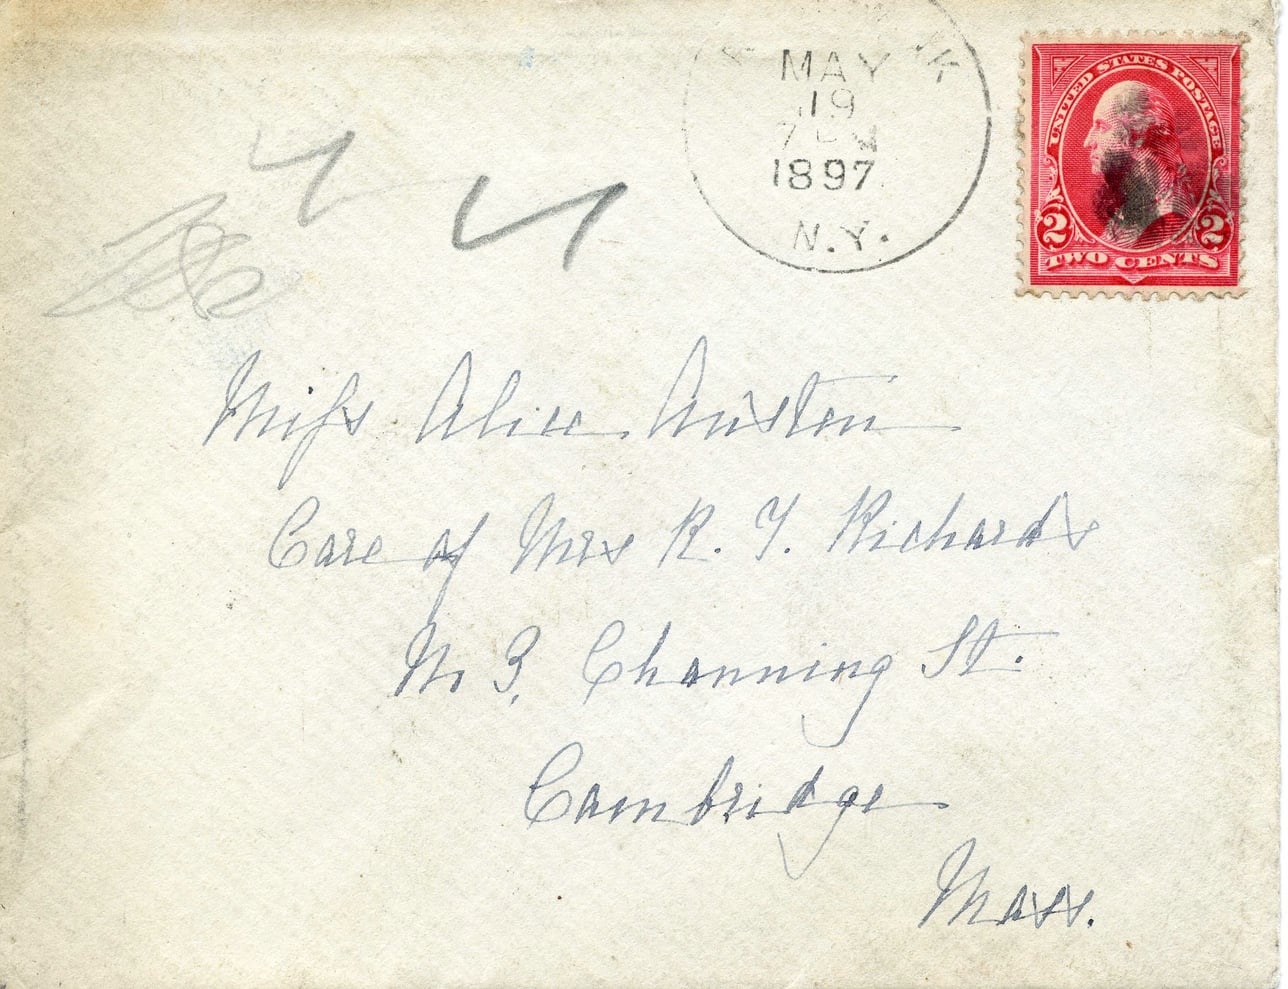 MAY
19
1897
N.Y.
UNITED STATES POSTAGE
2 2
TWO CENTS
Miss Alice Austen
Care of Mrs R. T. Richards
No 3. Channing St.
Cambridge
Mass.